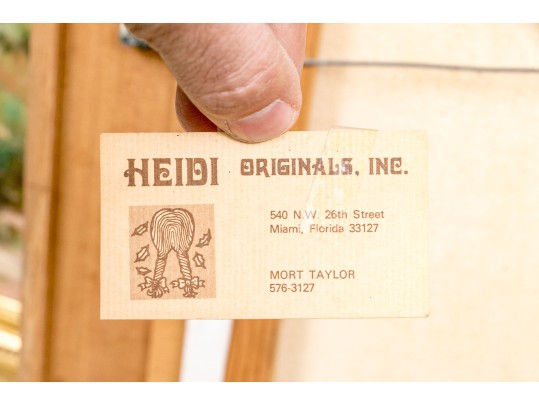 HEIDI ORIGINALS, INC.
540 N.W. 26th Street
Miami, Florida 33127
MORT TAYLOR
576-3127